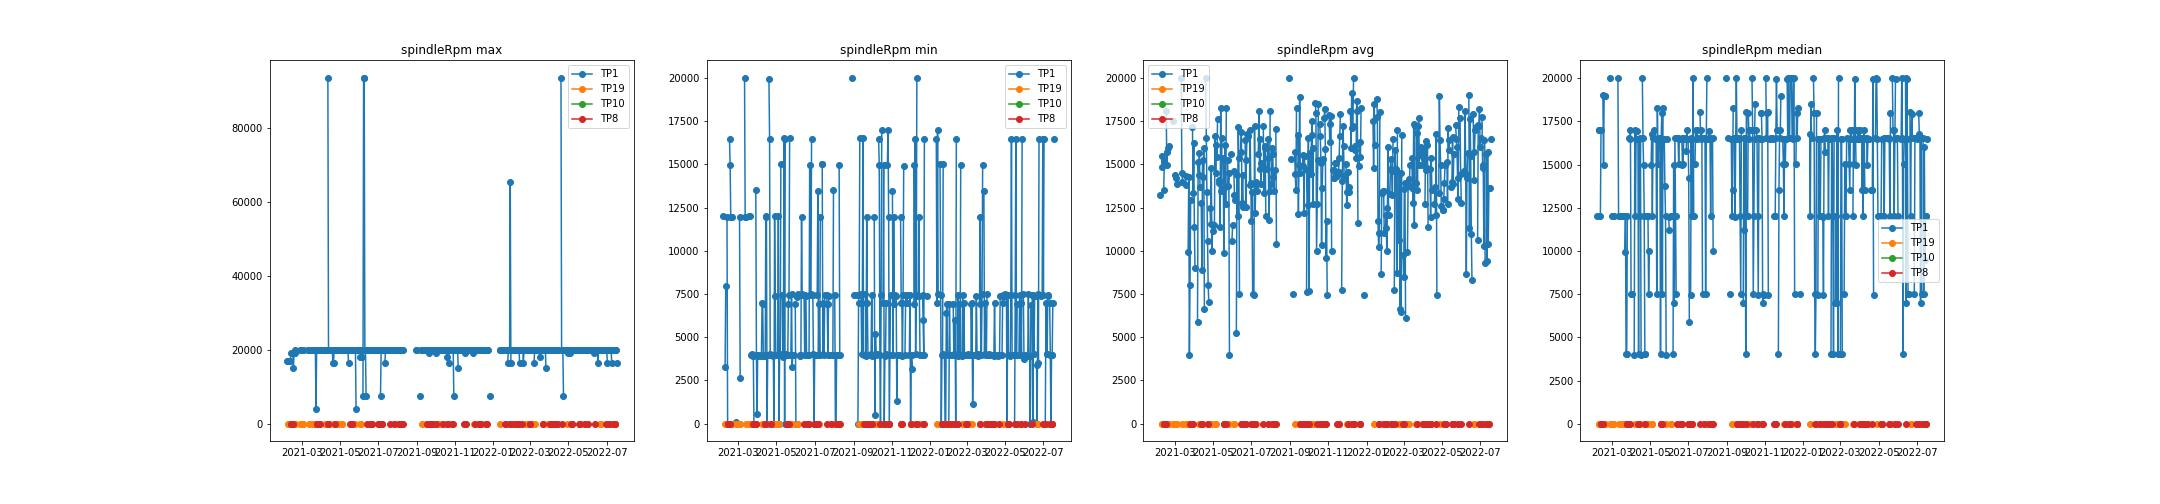 spindleRpm max
80000
60000
40000
20000
0
2021-03 2021-05 2021-07 2021-09 2021-11 2022-01 2022-03 2022-05 2022-07
TP1
TP19
TP10
TP8
spindleRpm min
20000
17500
15000
12500
10000
7500
5000
2500
0
2021-03 2021-05 2021-07 2021-09 2021-11 2022-01 2022-03 2022-05 2022-07
TP1
TP19
TP10
TP8
spindleRpm avg
20000
17500
15000
12500
10000
7500
5000
2500
0
2021-03 2021-05 2021-07 2021-09 2021-11 2022-01 2022-03 2022-05 2022-07
TP1
TP19
TP10
TP8
spindleRpm median
20000
17500
15000
12500
10000
7500
5000
2500
0
2021-03 2021-05 2021-07 2021-09 2021-11 2022-01 2022-03 2022-05 2022-07
TP1
TP19
TP10
TP8